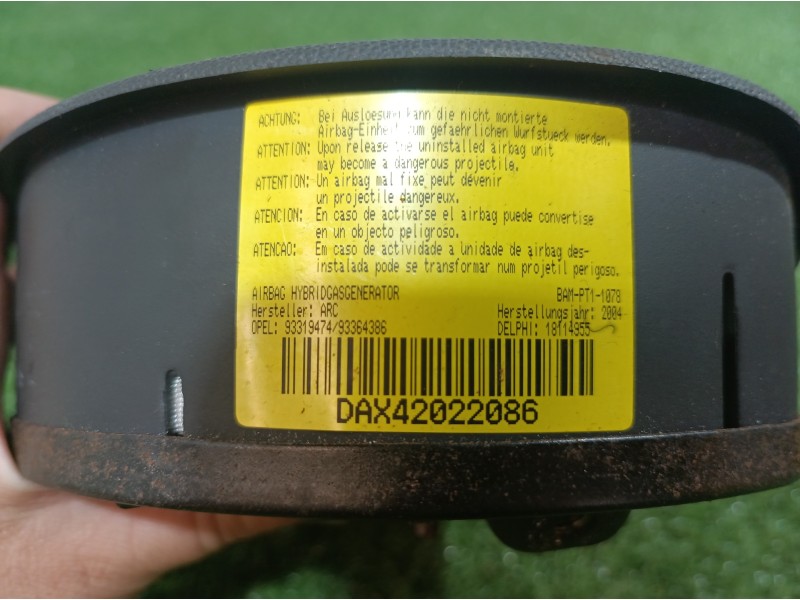 ACHTUNG: Bei Ausloesung kann die nicht montierte
Airbag-Einheit zum gefaehrlichen Wurfstueck werden.
ATTENTION: Upon release the uninstalled airbag unit
may become a dangerous projectile.
ATTENTION: Un airbag mal fixe peut dévenir
un projectile dangereux.
ATENCION: En caso de activarse el airbag puede convertise
en un objecto peligroso.
ATENCAO: Em caso de actividade a unidade de airbag des-
instalada pode se transformar num projetil perigoso.
AIRBAG HYBRIDGASGENERATOR BAM-PT1-1078
Hersteller: ARC Herstellungsjahr: 2004
OPEL: 93319474/93364386 DELPHI: 18114955
DAX42022086